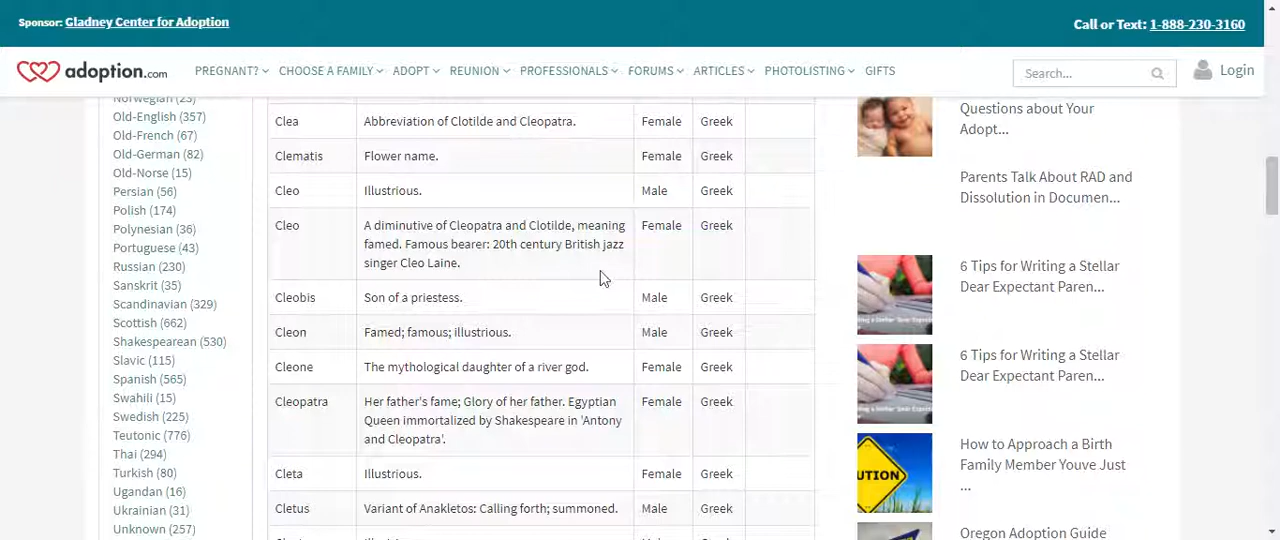 Sponsor: Gladney Center for Adoption
Call or Text: 1-888-230-3160
adoption.com
PREGNANT? CHOOSE A FAMILY ADOPT REUNION PROFESSIONALS FORUMS ARTICLES PHOTOLISTING GIFTS
Search...
Login
Norwegian (23)
Old-English (357)
Old-French (67)
Old-German (82)
Old-Norse (15)
Persian (56)
Polish (174)
Polynesian (36)
Portuguese (43)
Russian (230)
Sanskrit (35)
Scandinavian (329)
Scottish (662)
Shakespearean (530)
Slavic (115)
Spanish (565)
Swahili (15)
Swedish (225)
Teutonic (776)
Thai (294)
Turkish (80)
Ugandan (16)
Ukrainian (31)
Unknown (257)
Clea Abbreviation of Clotilde and Cleopatra. Female Greek
Clematis Flower name. Female Greek
Cleo Illustrious. Male Greek
Cleo A diminutive of Cleopatra and Clotilde, meaning Female Greek
famed. Famous bearer: 20th century British jazz
singer Cleo Laine.
Cleobis Son of a priestess. Male Greek
Cleon Famed; famous; illustrious. Male Greek
Cleone The mythological daughter of a river god. Female Greek
Cleopatra Her father's fame; Glory of her father. Egyptian Female Greek
Queen immortalized by Shakespeare in 'Antony
and Cleopatra'.
Cleta Illustrious. Female Greek
Cletus Variant of Anakletos: Calling forth; summoned. Male Greek
Questions about Your
Adopt...
Parents Talk About RAD and
Dissolution in Documen...
6 Tips for Writing a Stellar
Dear Expectant Paren...
6 Tips for Writing a Stellar
Dear Expectant Paren...
How to Approach a Birth
Family Member Youve Just
...
UTION
Oregon Adoption Guide